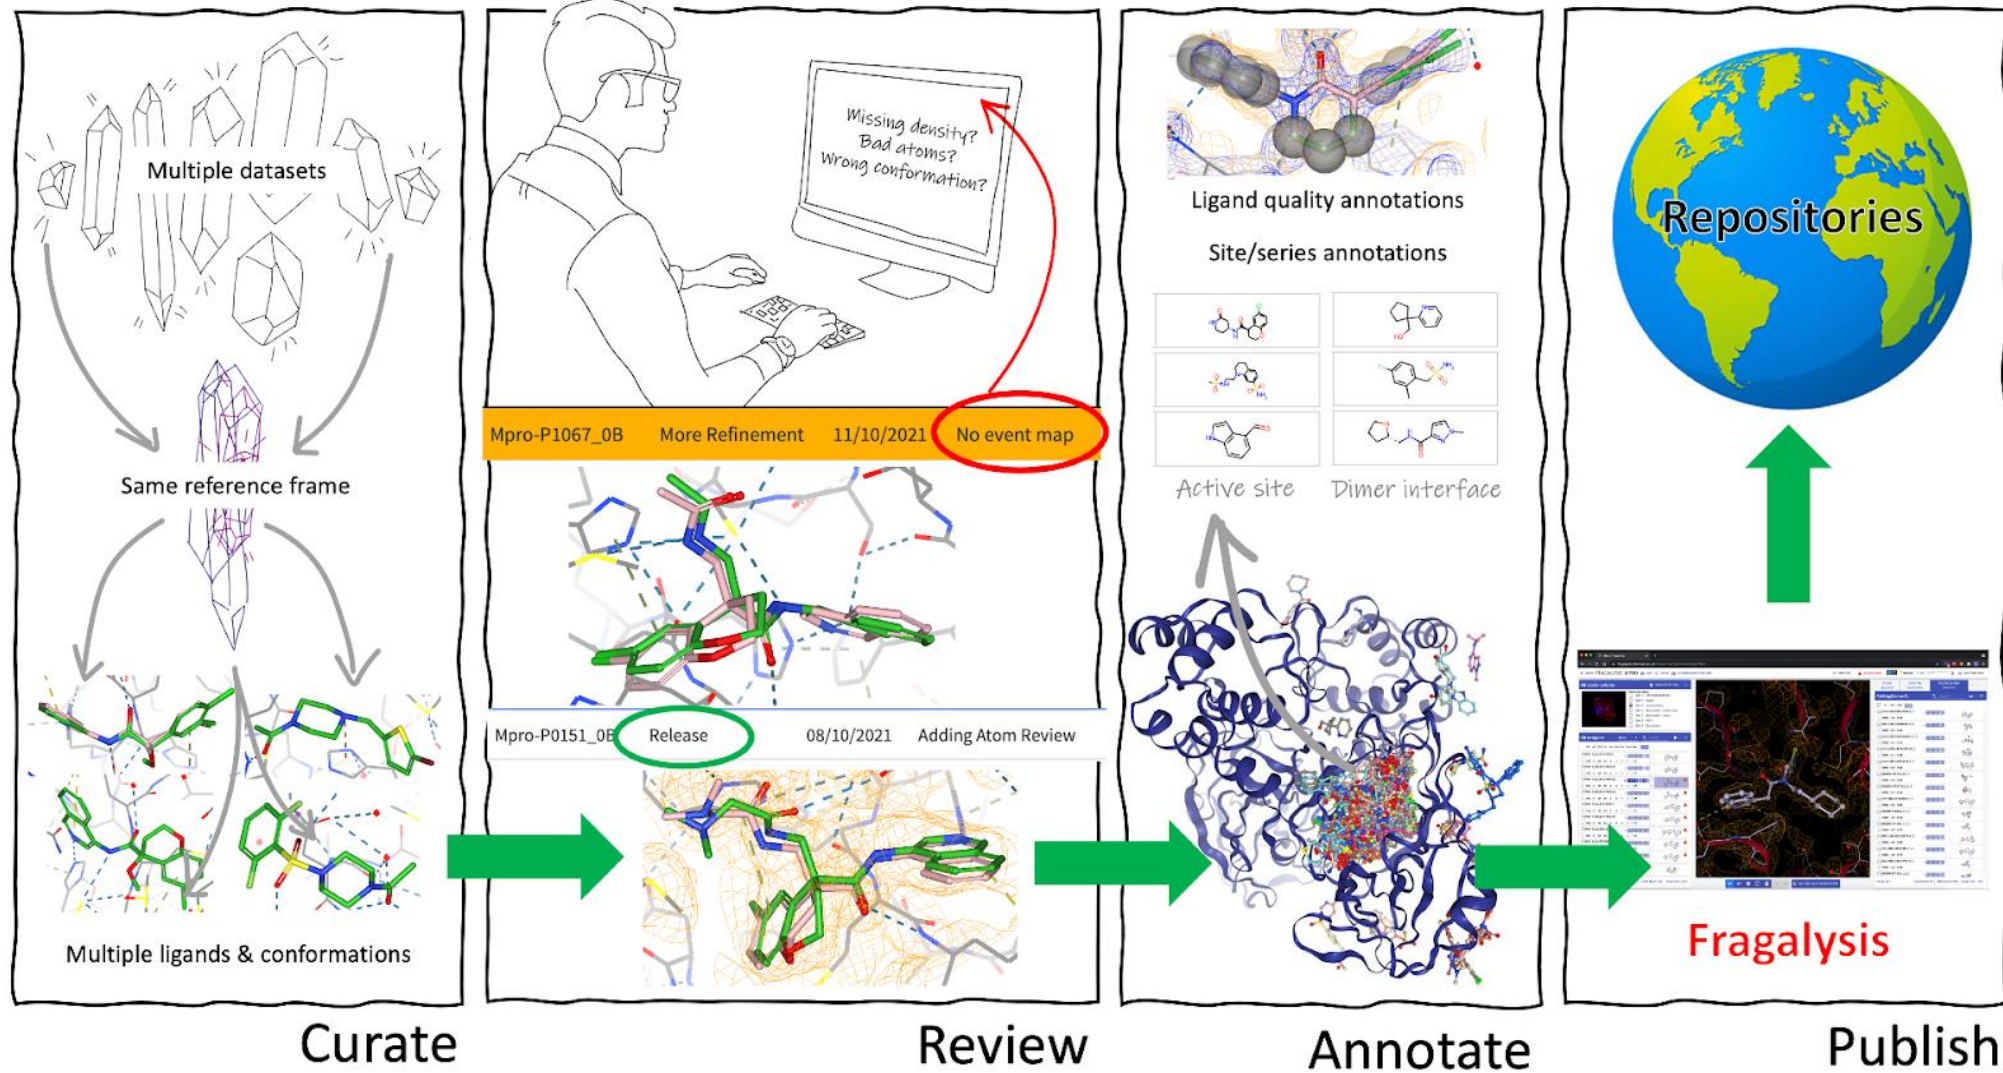 Multiple datasets
Same reference frame
Multiple ligands & conformations
Curate
Missing density?
Bad atoms?
Wrong conformation?
Mpro-P1067_0B More Refinement 11/10/2021 No event map
Mpro-P0151_0B Release 08/10/2021 Adding Atom Review
Review
Ligand quality annotations
Site/series annotations
Active site Dimer interface
Annotate
Repositories
Fragalysis
Publish